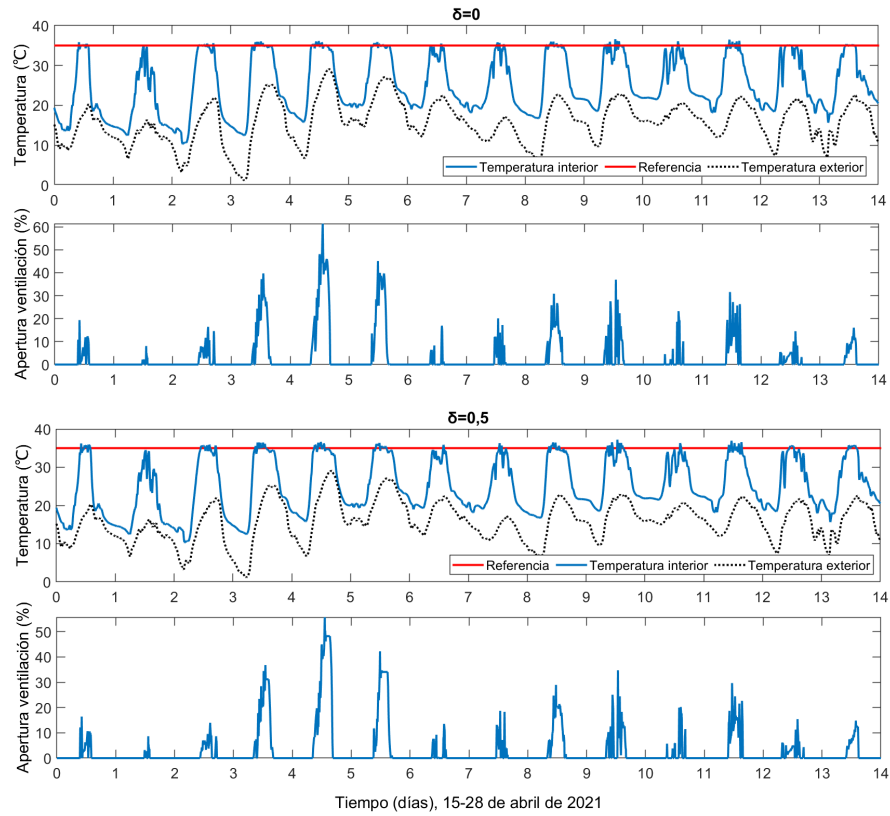 δ=0
Temperatura (℃)
40
30
20
10
0
Temperatura interior Referencia Temperatura exterior
0 1 2 3 4 5 6 7 8 9 10 11 12 13 14
Apertura ventilación (%)
60
50
40
30
20
10
0
0 1 2 3 4 5 6 7 8 9 10 11 12 13 14
δ=0,5
Temperatura (℃)
40
30
20
10
0
Referencia Temperatura interior Temperatura exterior
0 1 2 3 4 5 6 7 8 9 10 11 12 13 14
Apertura ventilación (%)
50
40
30
20
10
0
0 1 2 3 4 5 6 7 8 9 10 11 12 13 14
Tiempo (días), 15-28 de abril de 2021